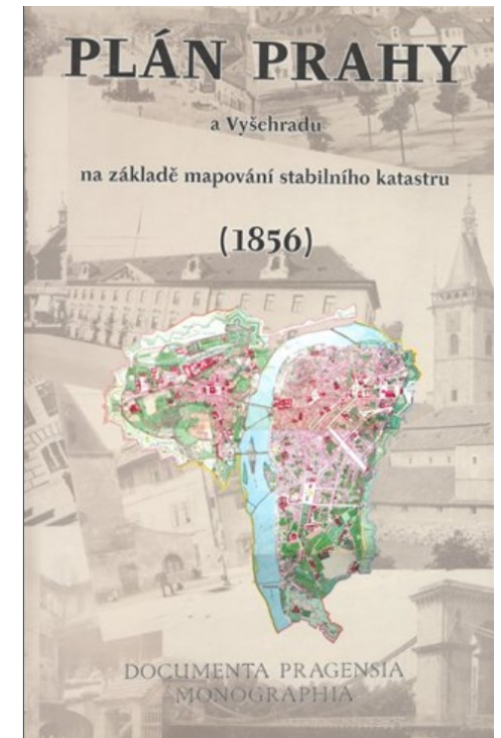 PLÁN PRAHY
a Vyšehradu
na základě mapování stabilního katastru
(1856)
DOCUMENTA PRAGENSIA
MONOGRAPHIA